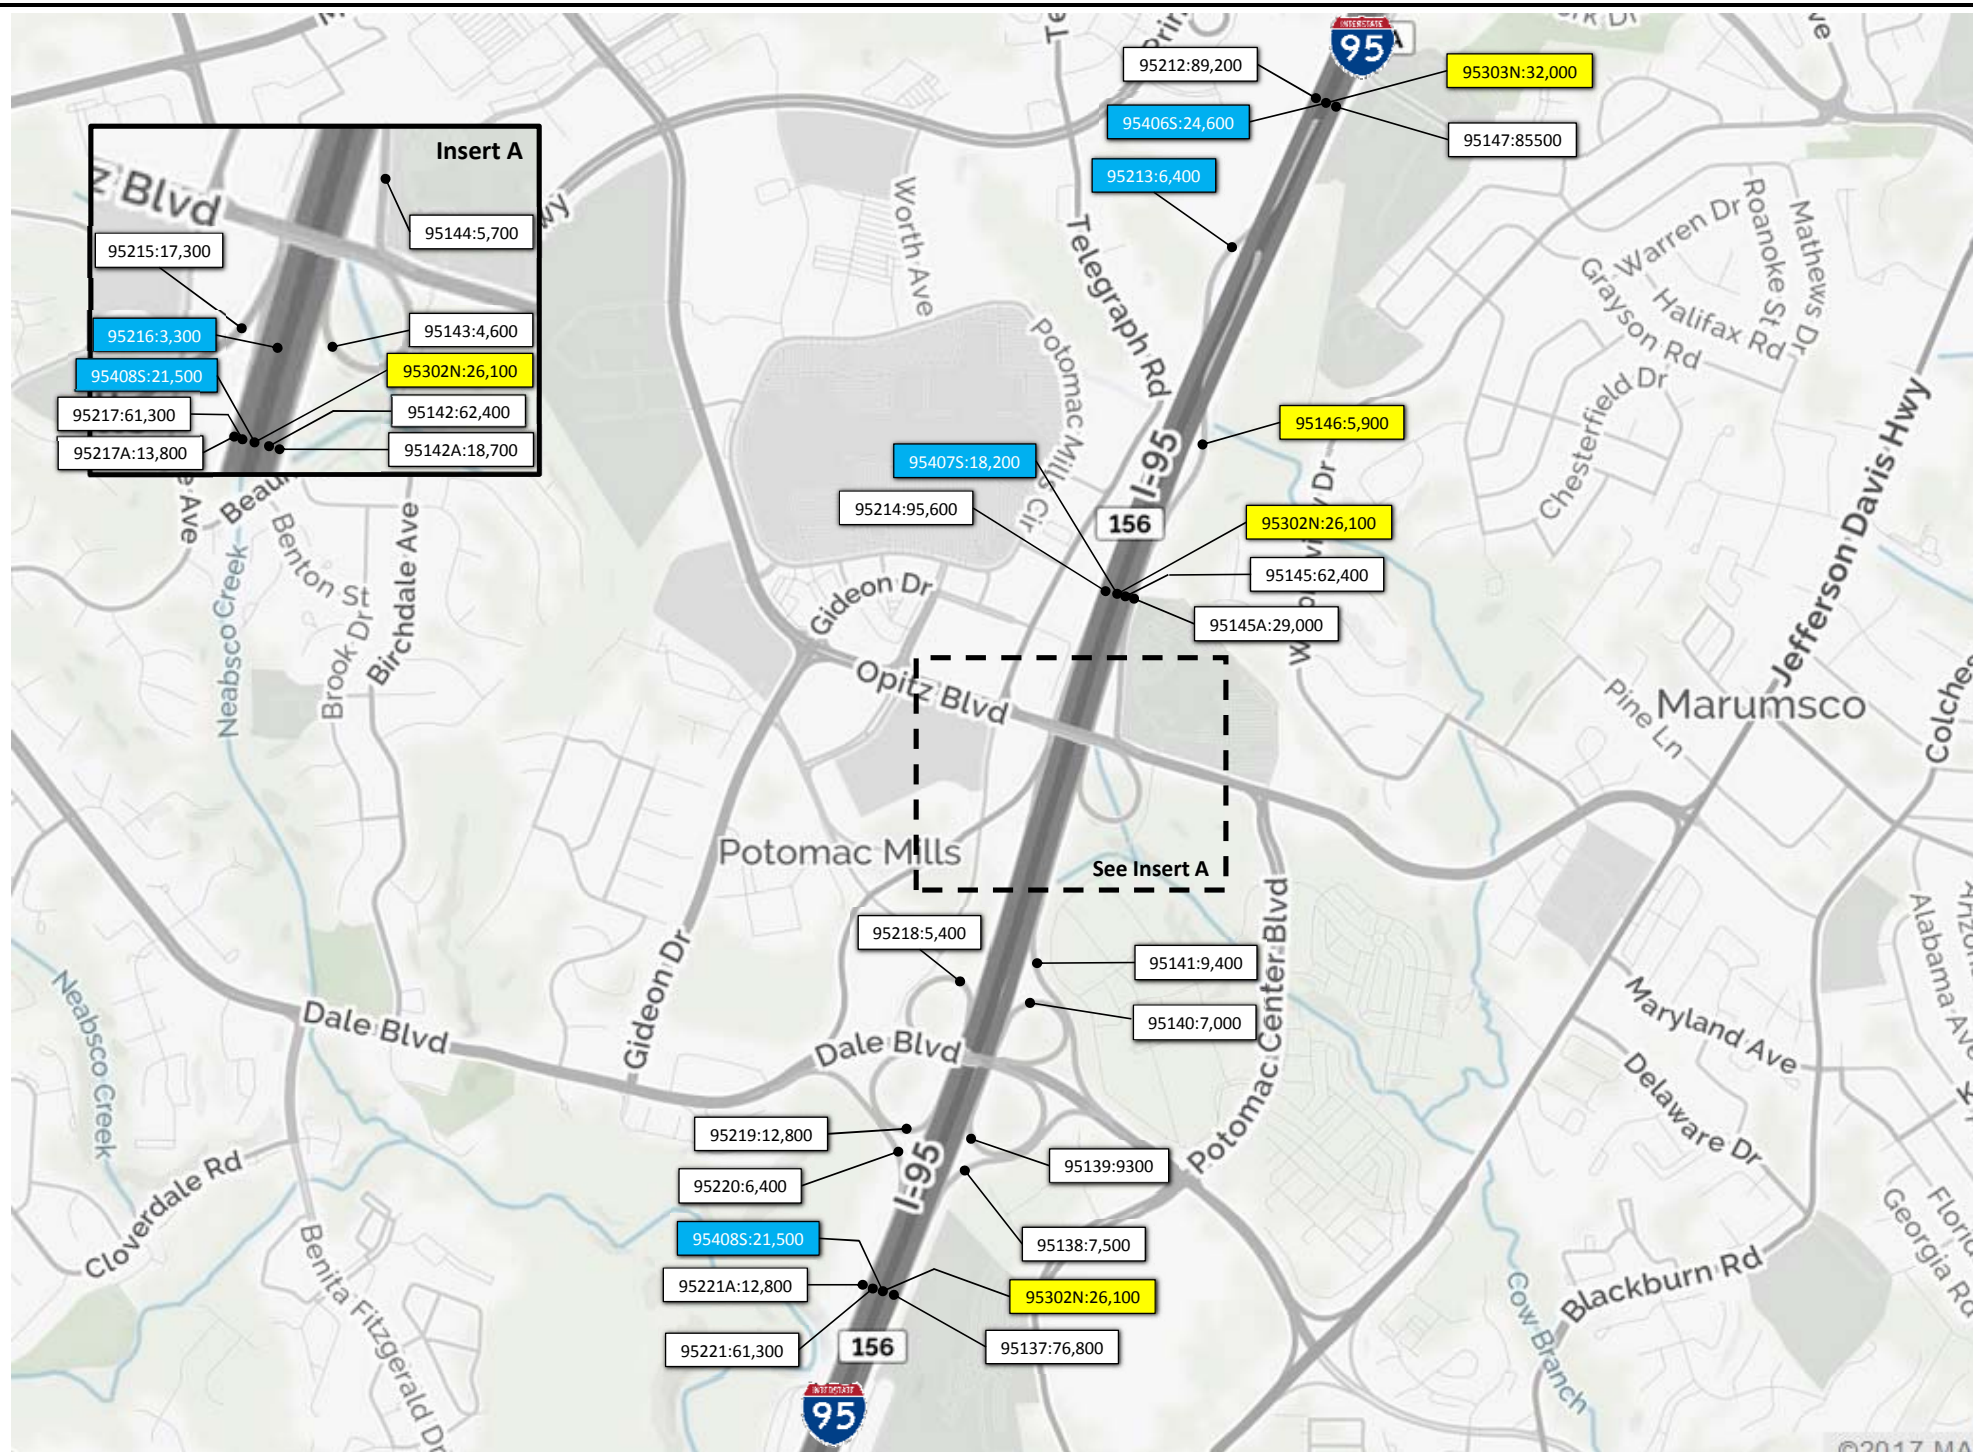 INTERSTATE
95
A
95212:89,200
95303N:32,000
95406S:24,600
95147:85500
95213:6,400
Insert A
z Blvd
95144:5,700
95215:17,300
95216:3,300
95143:4,600
95408S:21,500
95302N:26,100
95217:61,300
95142:62,400
95217A:13,800
95142A:18,700
Worth Ave
Telegraph Rd
Potomac Mills Cir
Warren Dr
Roanoke St
Mathews Dr
Grayson Rd
Halifax Rd
Chesterfield Dr
Jefferson Davis Hwy
95146:5,900
95407S:18,200
I-95
95214:95,600
156
95302N:26,100
95145:62,400
95145A:29,000
Benton St
Birchdale Ave
Brook Dr
Neabsco Creek
Gideon Dr
Opitz Blvd
Marumsco
Pine Ln
Potomac Mills
See Insert A
95218:5,400
95141:9,400
95140:7,000
Potomac Center Blvd
Gideon Dr
Dale Blvd
Dale Blvd
Neabsco Creek
Maryland Ave
Alabama Ave
Delaware Dr
95219:12,800
95139:9300
95220:6,400
I-95
95408S:21,500
95138:7,500
95221A:12,800
95302N:26,100
95221:61,300
156
95137:76,800
Cloverdale Rd
Benita Fitzgerald Dr
Blackburn Rd
Cow Branch
Georgia Rd
INTERSTATE
95
©2017 MA